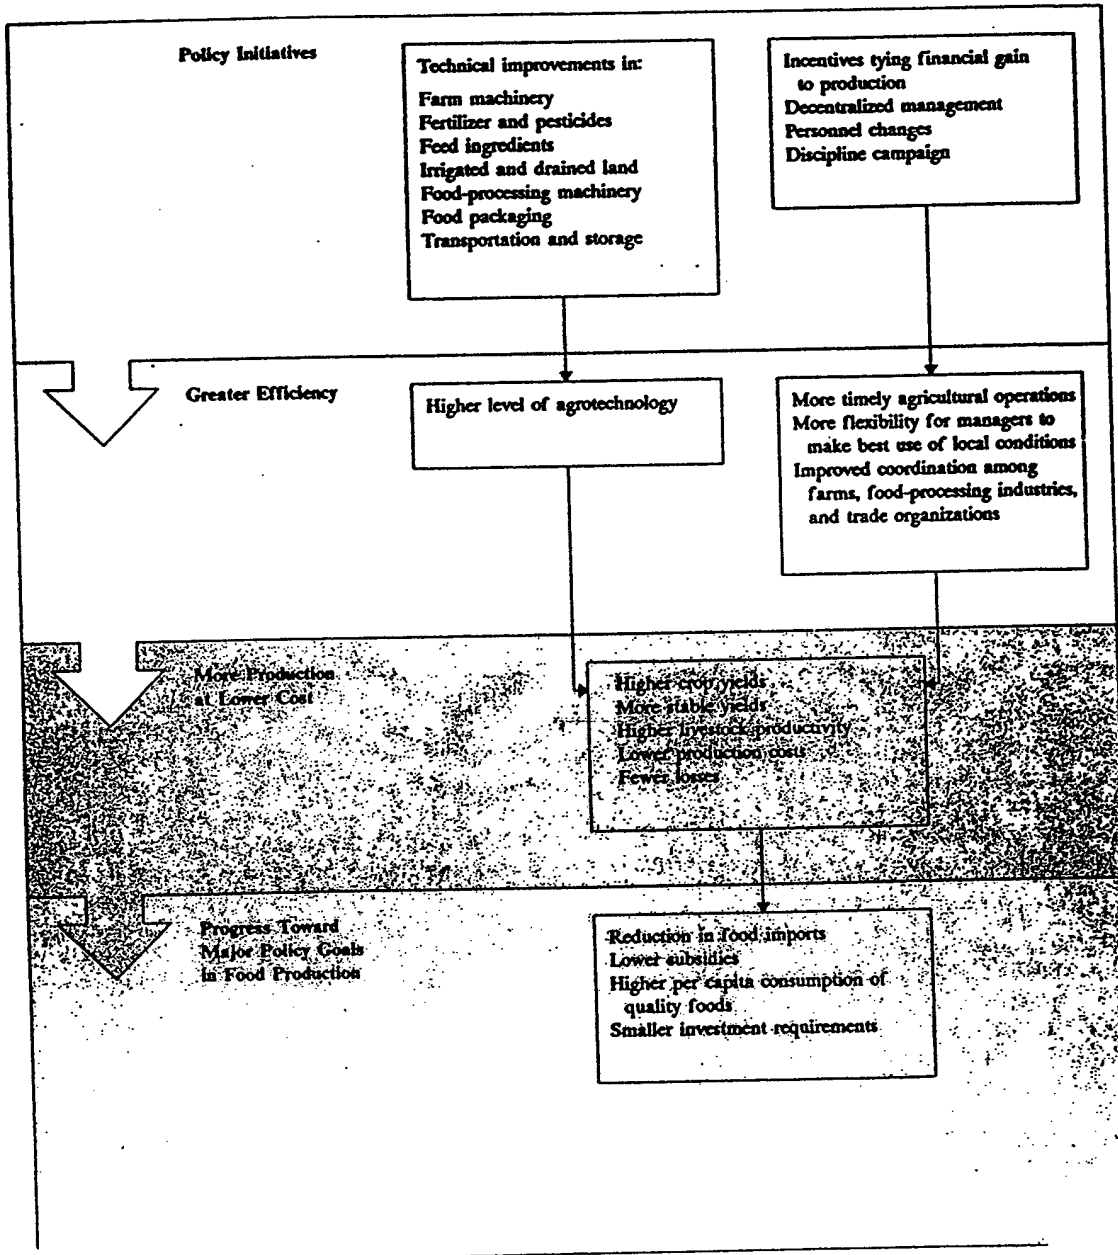 Policy Initiatives
Technical improvements in:
Farm machinery
Fertilizer and pesticides
Feed ingredients
Irrigated and drained land
Food-processing machinery
Food packaging
Transportation and storage
Incentives tying financial gain
to production
Decentralized management
Personnel changes
Discipline campaign
Greater Efficiency
Higher level of agrotechnology
More timely agricultural operations
More flexibility for managers to
make best use of local conditions
Improved coordination among
farms, food-processing industries,
and trade organizations
More Production
at Lower Cost
Higher crop yields
More stable yields
Higher livestock productivity
Lower production costs
Fewer losses
Progress Toward
Major Policy Goals
in Food Production
Reduction in food imports
Lower subsidies
Higher per capita consumption of
quality foods
Smaller investment requirements